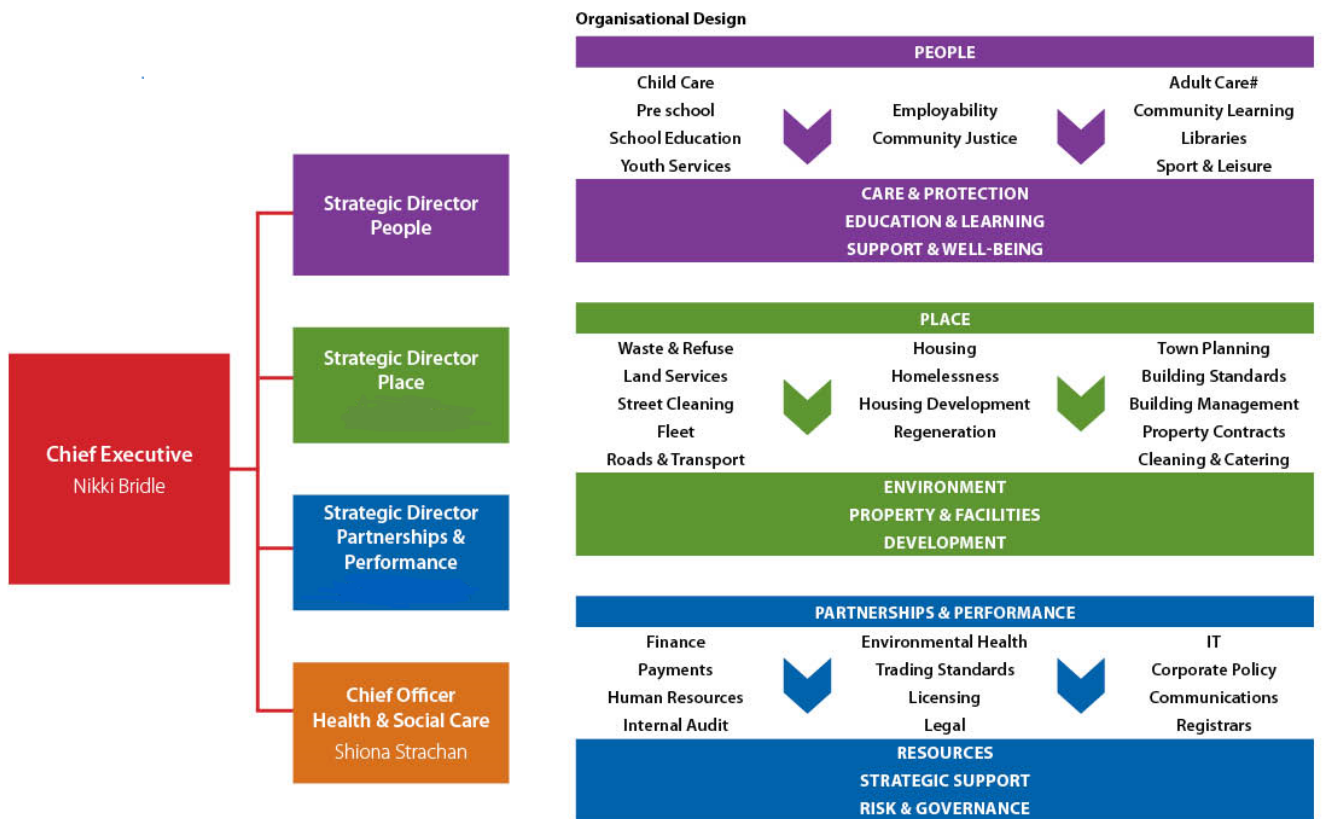 Chief Executive
Nikki Bridle
Strategic Director
People
Strategic Director
Place
Strategic Director
Partnerships &
Performance
Chief Officer
Health & Social Care
Shiona Strachan
Organisational Design
PEOPLE
Child Care
Pre school
School Education
Youth Services
Employability
Community Justice
Adult Care#
Community Learning
Libraries
Sport & Leisure
CARE & PROTECTION
EDUCATION & LEARNING
SUPPORT & WELL-BEING
PLACE
Waste & Refuse
Land Services
Street Cleaning
Fleet
Roads & Transport
Housing
Homelessness
Housing Development
Regeneration
Town Planning
Building Standards
Building Management
Property Contracts
Cleaning & Catering
ENVIRONMENT
PROPERTY & FACILITIES
DEVELOPMENT
PARTNERSHIPS & PERFORMANCE
Finance
Payments
Human Resources
Internal Audit
Environmental Health
Trading Standards
Licensing
Legal
IT
Corporate Policy
Communications
Registrars
RESOURCES
STRATEGIC SUPPORT
RISK & GOVERNANCE